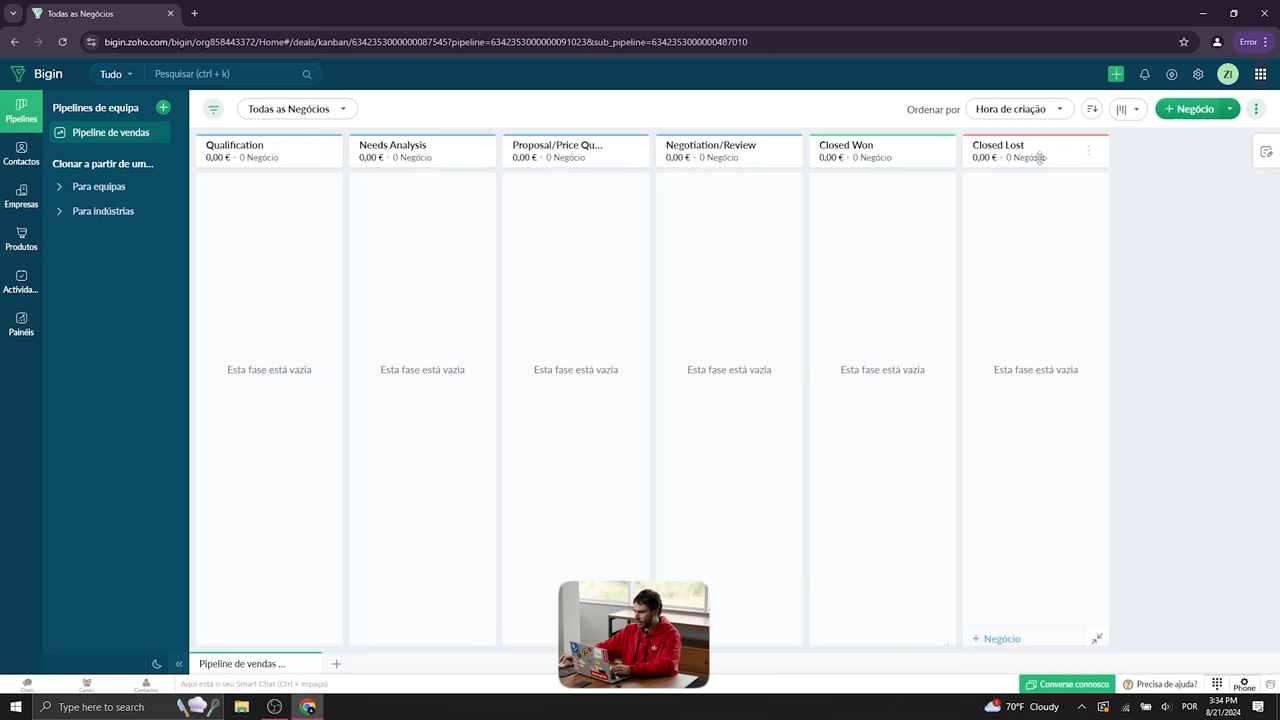 Bigin
bigin.zoho.com/bigin/org858443372/Home#/deals/kanban/634235300000087545?pipeline=6342353000000091023&sub_pipeline=6342353000000487010
Error
Bigin
Tudo
Pesquisar (ctrl + k)
ZI
Pipelines
Contactos
Empresas
Produtos
Activida...
Painéis
Pipelines de equipa
Pipeline de vendas
Clonar a partir de um...
Para equipas
Para indústrias
Todas as Negócios
Ordenar por
Hora de criação
+ Negócio
Qualification
0,00 € · 0 Negócio
Needs Analysis
0,00 € · 0 Negócio
Proposal/Price Qu...
0,00 € · 0 Negócio
Negotiation/Review
0,00 € · 0 Negócio
Closed Won
0,00 € · 0 Negócio
Closed Lost
0,00 € · 0 Negócio
Esta fase está vazia
Esta fase está vazia
Esta fase está vazia
Esta fase está vazia
Esta fase está vazia
Esta fase está vazia
+ Negócio
Pipeline de vendas ...
Chats
Canais
Contactos
Aqui está o seu Smart Chat (Ctrl + espaço)
Converse connosco
Precisa de ajuda?
Phone
Type here to search
70°F Cloudy
POR
3:34 PM
8/21/2024